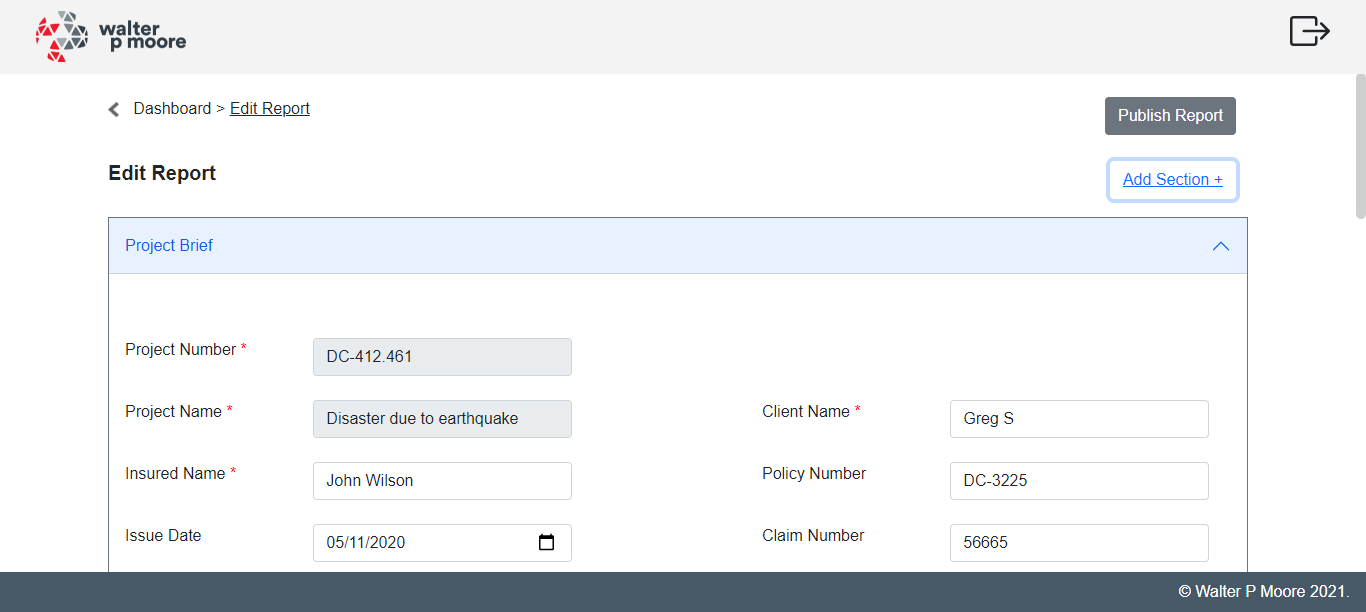 walter
p moore
Dashboard > Edit Report
Publish Report
Edit Report
Add Section +
Project Brief
Project Number *
DC-412.461
Project Name *
Disaster due to earthquake
Client Name *
Greg S
Insured Name *
John Wilson
Policy Number
DC-3225
Issue Date
05/11/2020
Claim Number
56665
© Walter P Moore 2021.